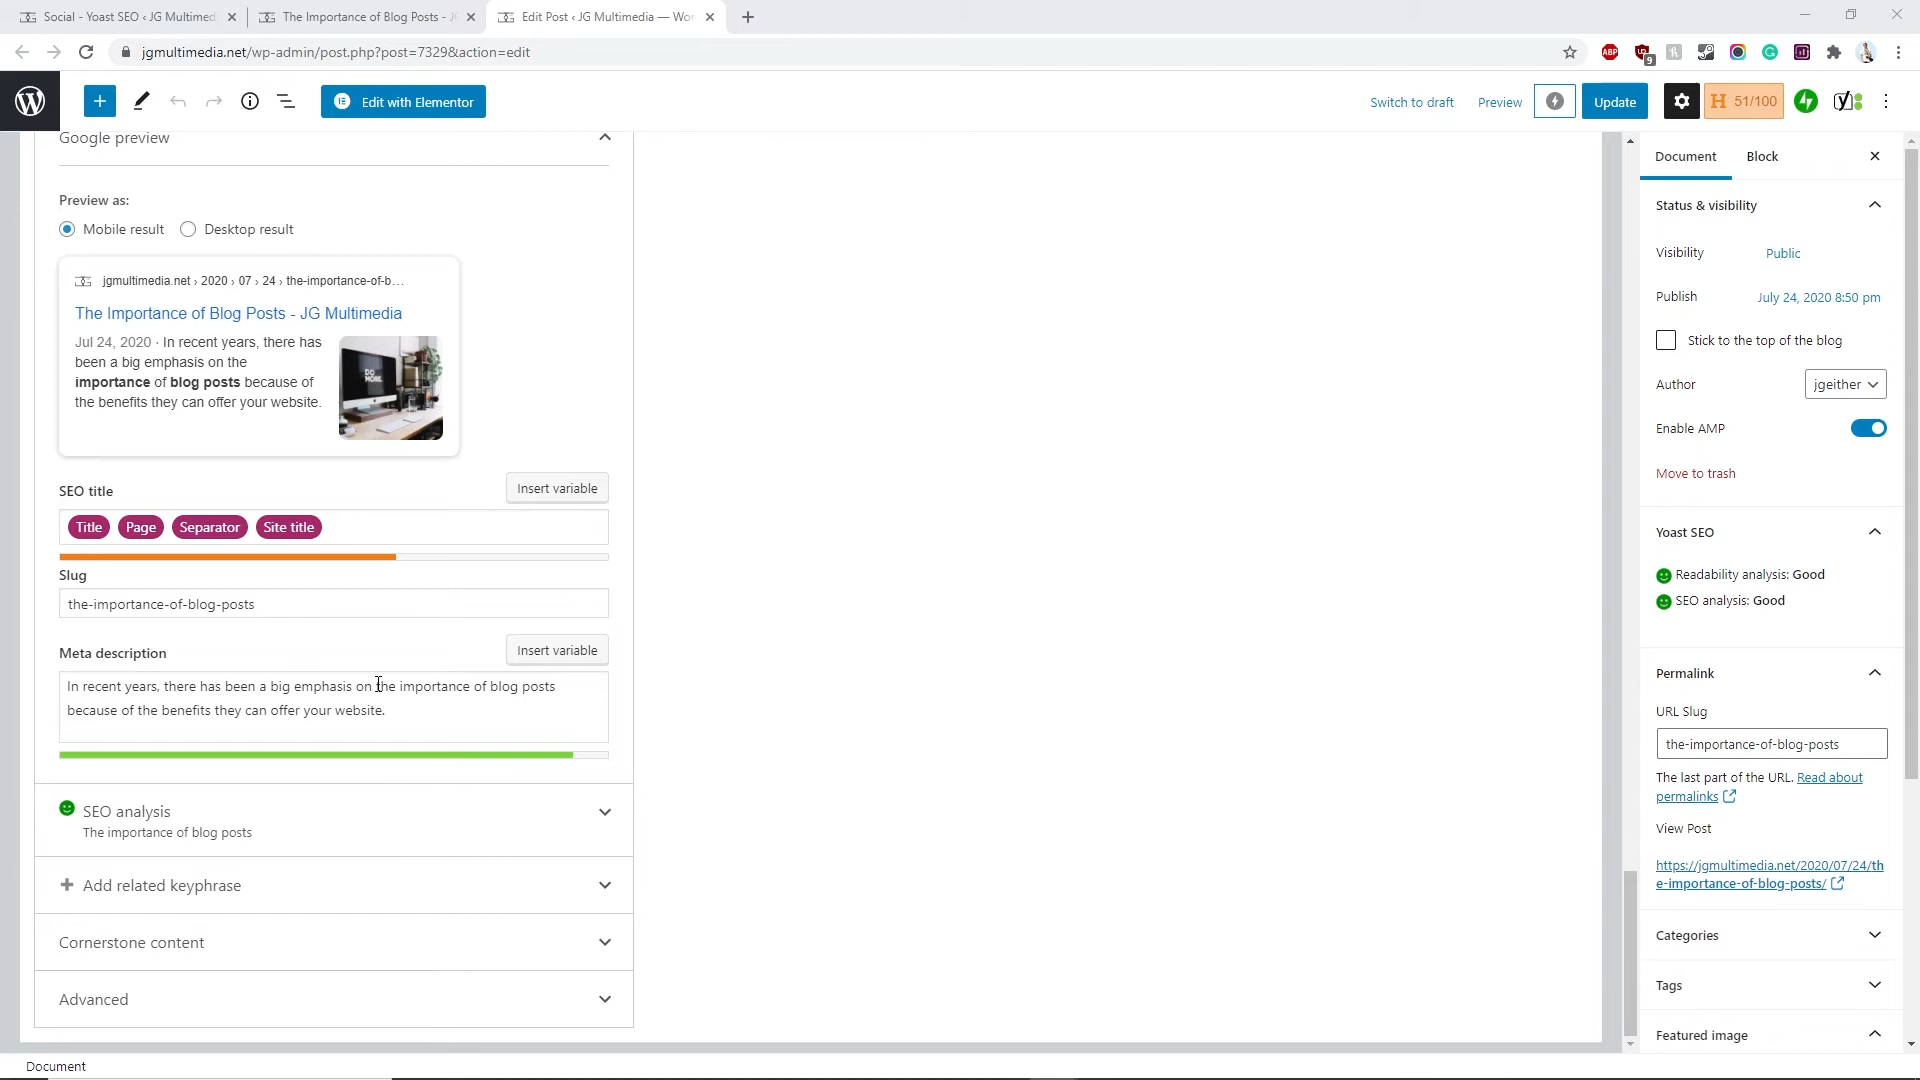 Social - Yoast SEO ‹ JG Multimed
The Importance of Blog Posts - J
Edit Post ‹ JG Multimedia — Wor
jgmultimedia.net/wp-admin/post.php?post=7329&action=edit
ABP
9
Edit with Elementor
Switch to draft
Preview
Update
H 51/100
Google preview
Preview as:
Mobile result
Desktop result
jgmultimedia.net › 2020 › 07 › 24 › the-importance-of-b…
The Importance of Blog Posts - JG Multimedia
Jul 24, 2020 · In recent years, there has
been a big emphasis on the
importance of blog posts because of
the benefits they can offer your website.
DO
MORE.
SEO title
Insert variable
Title
Page
Separator
Site title
Slug
the-importance-of-blog-posts
Meta description
Insert variable
In recent years, there has been a big emphasis on the importance of blog posts
because of the benefits they can offer your website.
SEO analysis
The importance of blog posts
Add related keyphrase
Cornerstone content
Advanced
Document
Document
Block
Status & visibility
Visibility
Public
Publish
July 24, 2020 8:50 pm
Stick to the top of the blog
Author
jgeither
Enable AMP
Move to trash
Yoast SEO
Readability analysis: Good
SEO analysis: Good
Permalink
URL Slug
the-importance-of-blog-posts
The last part of the URL. Read about
permalinks
View Post
https://jgmultimedia.net/2020/07/24/th
e-importance-of-blog-posts/
Categories
Tags
Featured image